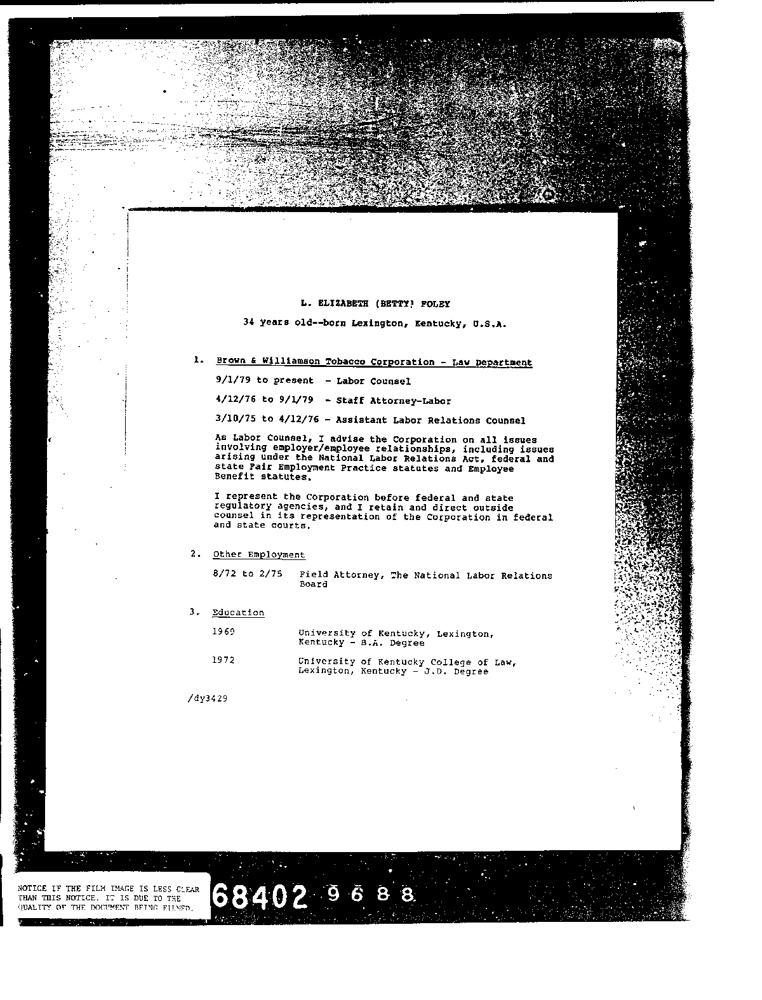 L. ELIZABETH (BETTY) FOLEY
34 years old--born Lexington, Kentucky, U.S.A.
1. Brown & Williamson Tobacco Corporation - Law Department
9/1/79 to present - Labor Counsel
4/12/76 to 9/1/79 - Staff Attorney-Labor
3/10/75 to 4/12/76 - Assistant Labor Relations Counsel
As Labor Counsel, I advise the Corporation on all issues
involving employer/employee relationships, including issues
arising under the National Labor Relations Act, federal and
state Fair Employment Practice statutes and Employee
Benefit statutes.
I represent the Corporation before federal and state
regulatory agencies, and I retain and direct outside
counsel in its representation of the Corporation in federal
and state courts.
2. Other Employment
8/72 to 2/75 Field Attorney, The National Labor Relations
Board
3. Education
1969 University of Kentucky, Lexington,
Kentucky - B.A. Degree
1972 University of Kentucky College of Law,
Lexington, Kentucky - J.D. Degree
/dy3429
NOTICE IF THE FILM IMAGE IS LESS CLEAR
THAN THIS NOTICE, IT IS DUE TO THE
QUALITY OF THE DOCUMENT BEING FILMED.
68402 9688